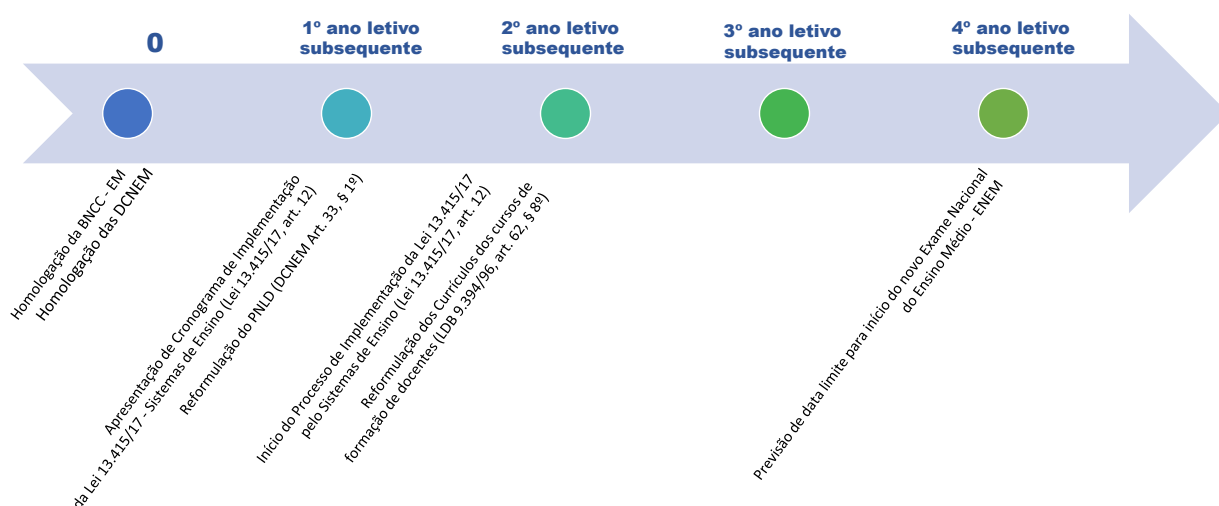 0
1º ano letivo
subsequente
2º ano letivo
subsequente
3º ano letivo
subsequente
4º ano letivo
subsequente
Homologação da BNCC - EM
Homologação das DCNEM
Apresentação de Cronograma de Implementação
da Lei 13.415/17 - Sistemas de Ensino (Lei 13.415/17, art. 12)
Reformulação do PNLD (DCNEM Art. 33, § 1º)
Início do Processo de Implementação da Lei 13.415/17
pelo Sistemas de Ensino (Lei 13.415/17, art. 12)
Reformulação dos Currículos dos cursos de
formação de docentes (LDB 9.394/96, art. 62, § 8º)
Previsão de data limite para início do novo Exame Nacional
do Ensino Médio - ENEM